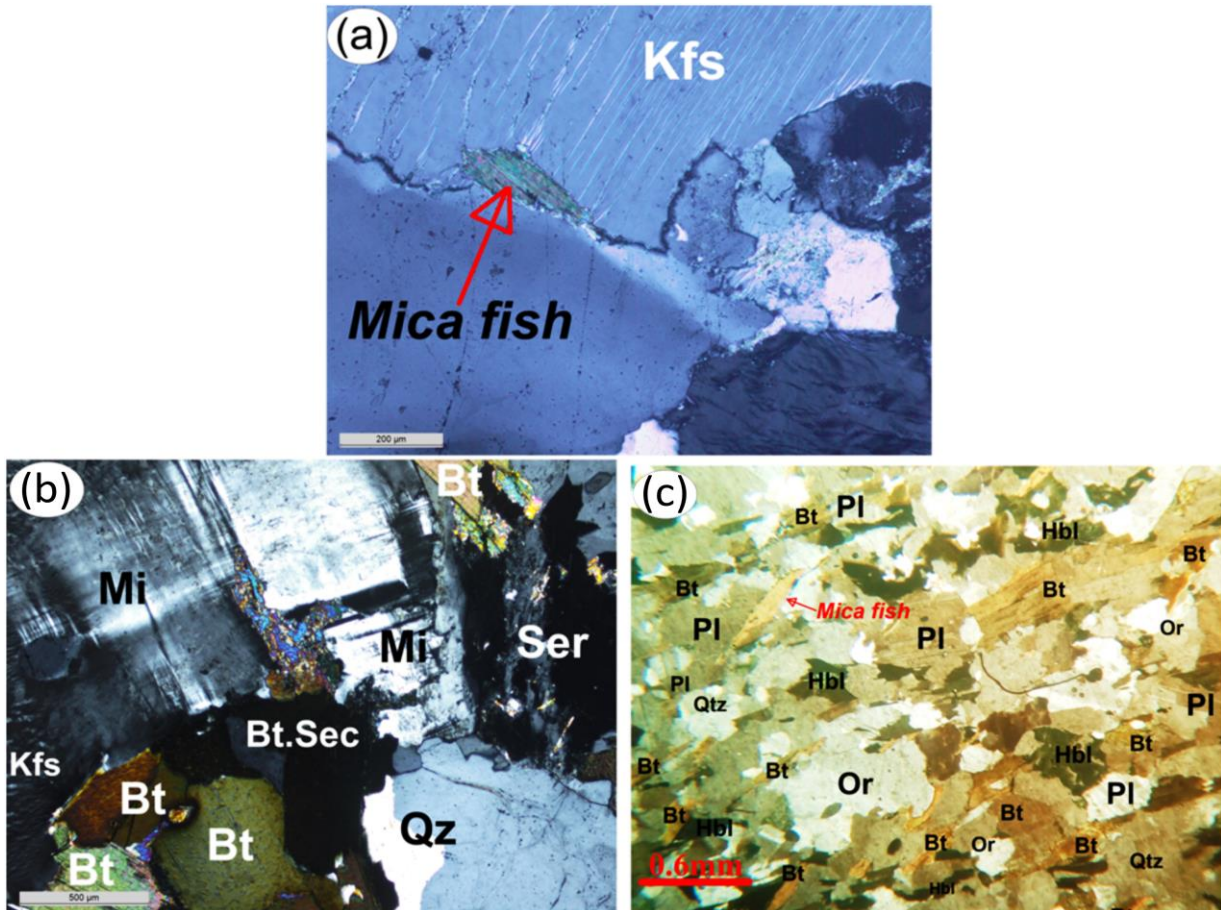 (a)
Kfs
Mica fish
200 µm
(b)
Bt
Mi
Mi
Ser
Bt.Sec
Kfs
Bt
Bt
Qz
Bt
500 µm
(c)
Pl
Bt
Hbl
Bt
Bt
Bt
Mica fish
Pl
Pl
Or
Hbl
Pl
Qtz
Pl
Bt
Bt
Hbl
Bt
Or
Pl
Bt
Bt
Hbl
Bt
Or
Bt
Qtz
0.6mm
Bt
Hbl